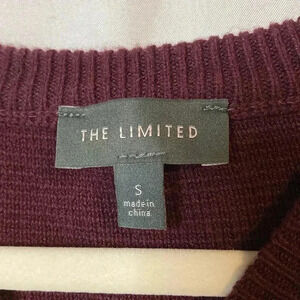 THE LIMITED
S
made in
china